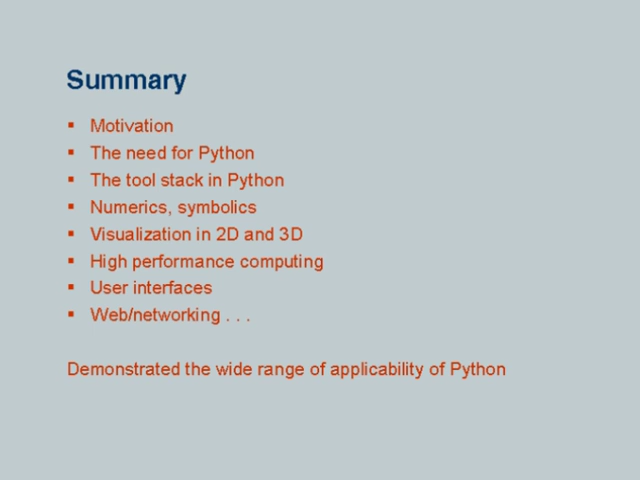 Summary
▪ Motivation
▪ The need for Python
▪ The tool stack in Python
▪ Numerics, symbolics
▪ Visualization in 2D and 3D
▪ High performance computing
▪ User interfaces
▪ Web/networking . . .
Demonstrated the wide range of applicability of Python